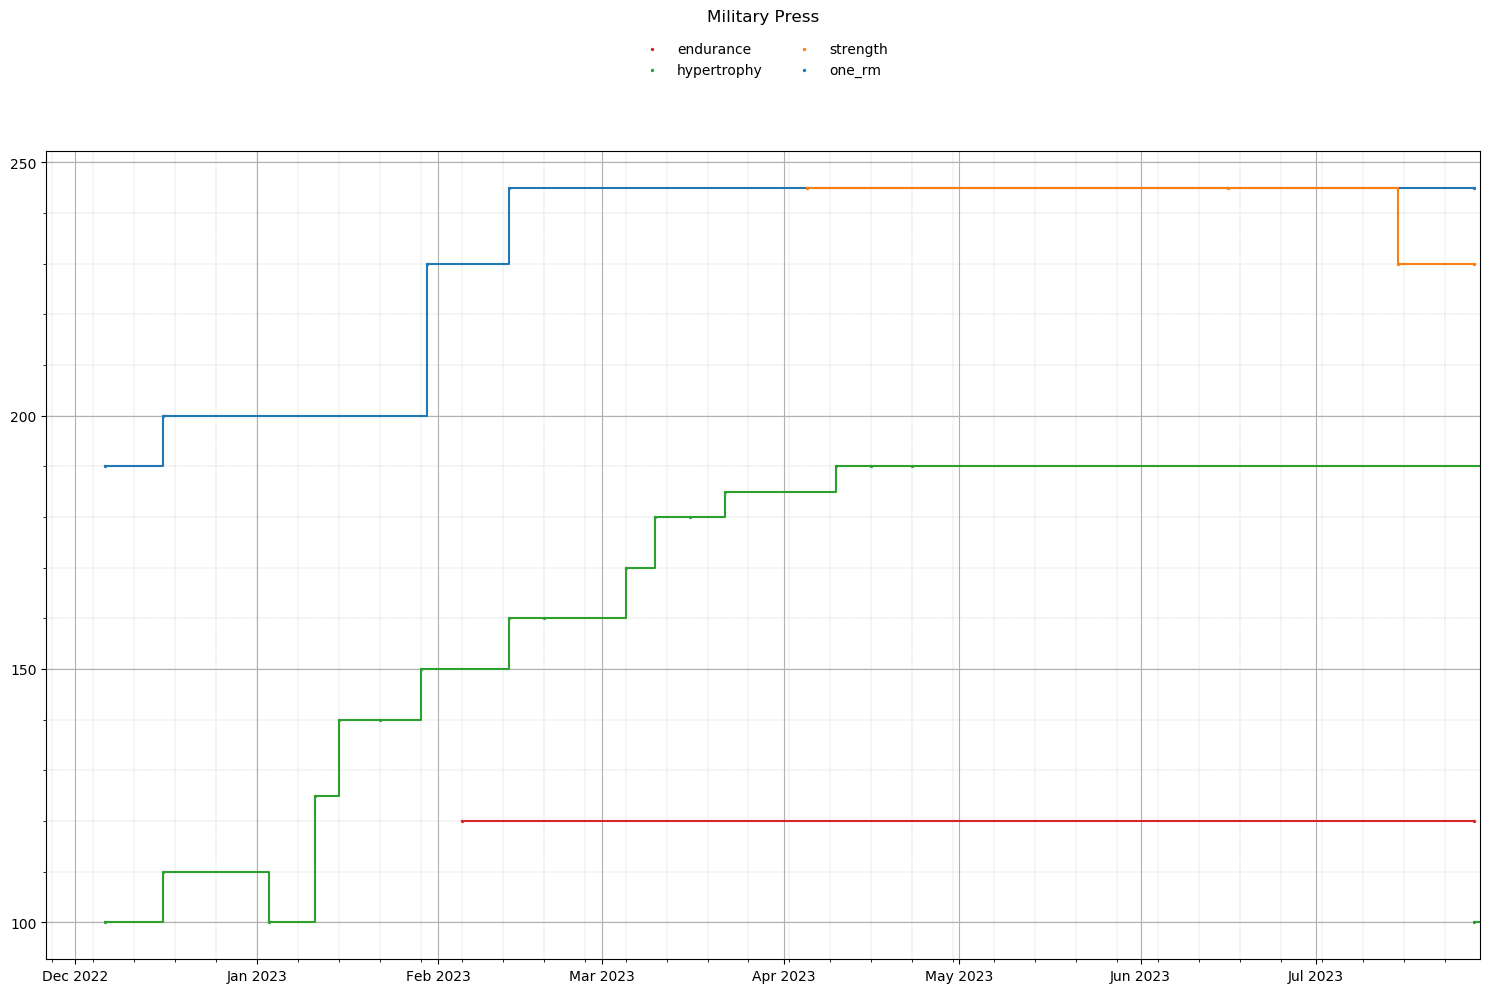 Military Press
endurance strength
hypertrophy one_rm
250
200
150
100
Dec 2022 Jan 2023 Feb 2023 Mar 2023 Apr 2023 May 2023 Jun 2023 Jul 2023